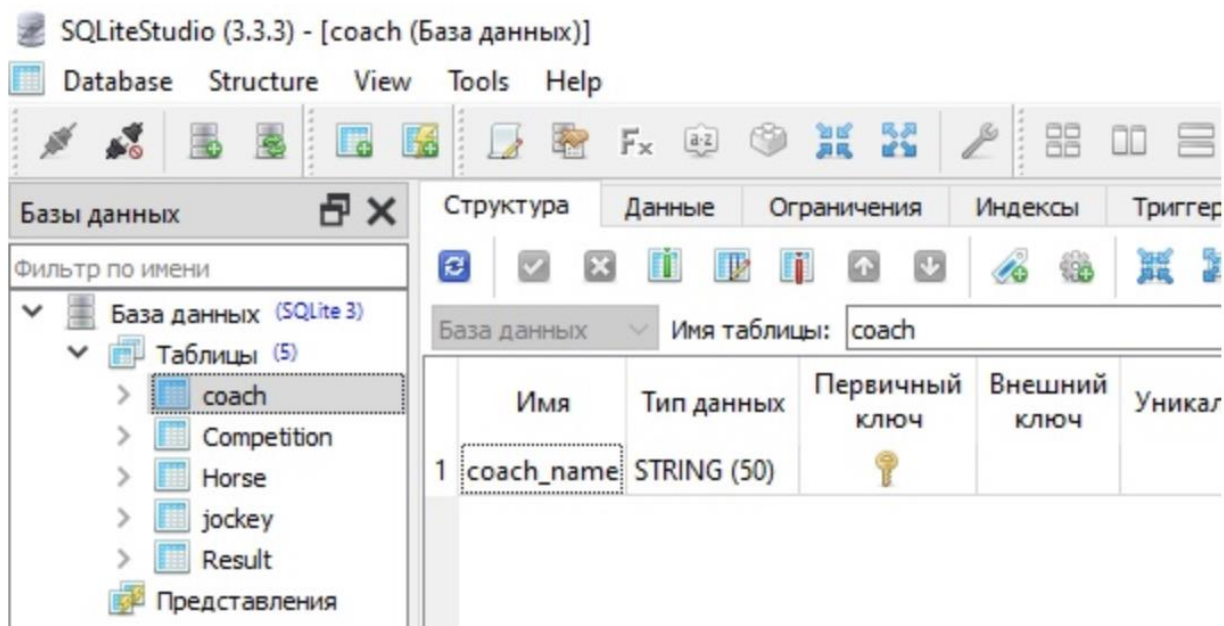 SQLiteStudio (3.3.3) - [coach (База данных)]
Database Structure View Tools Help
Базы данных
Структура Данные Ограничения Индексы Триггер
Фильтр по имени
База данных (SQLite 3)
База данных Имя таблицы: coach
Таблицы (5)
coach
Competition
Horse
jockey
Result
Представления
Имя Тип данных Первичный ключ Внешний ключ Уникал
1 coach_name STRING (50)